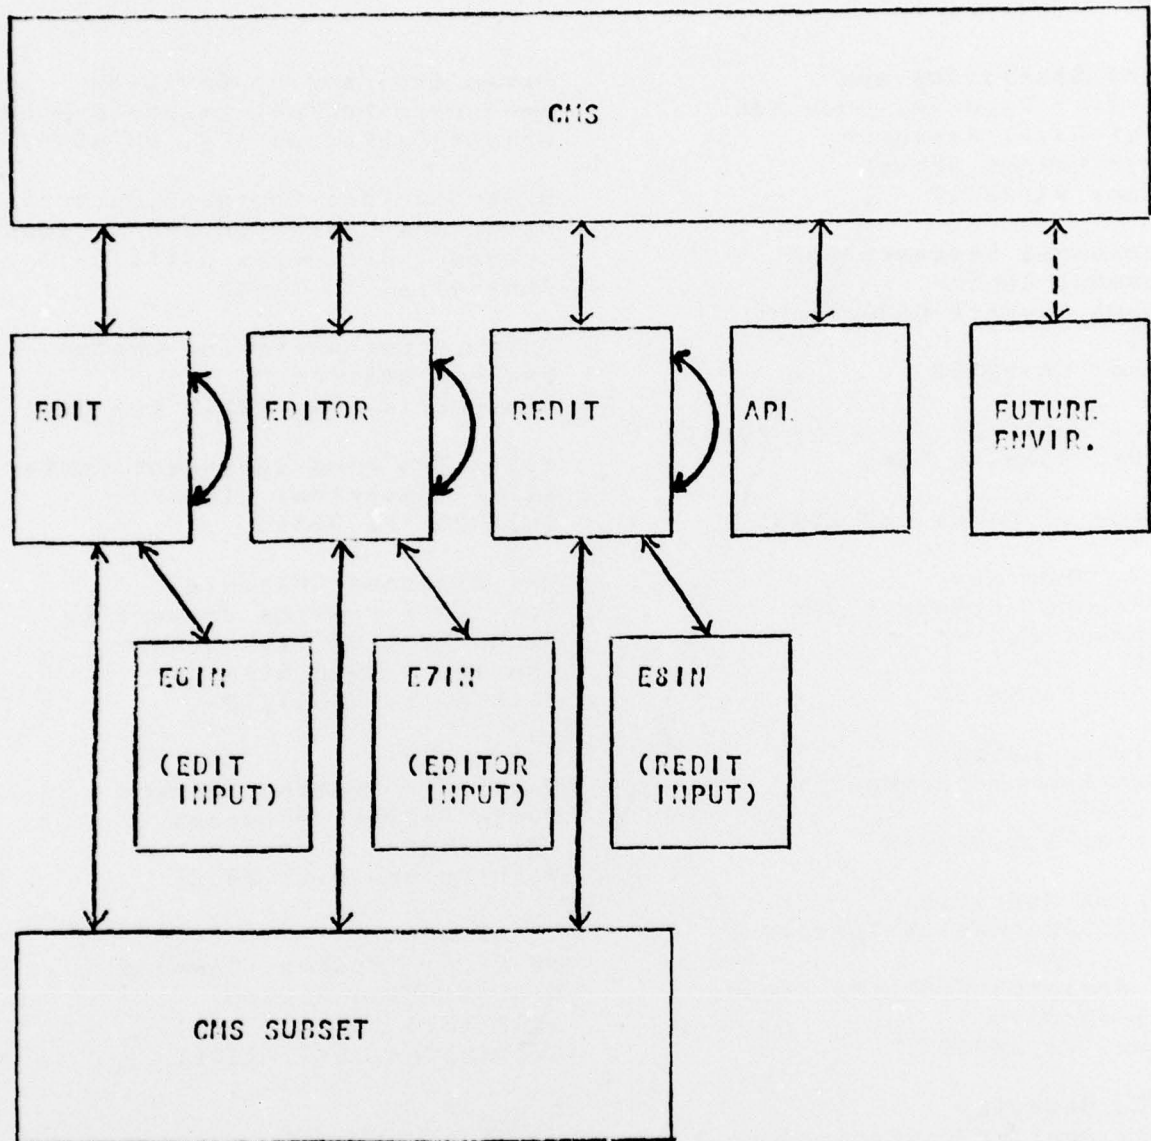 CMS
EDIT
EDITOR
REDIT
APL
FUTURE
ENVIR.
E6IN
E7IN
E8IN
(EDIT
INPUT)
(EDITOR
INPUT)
(REDIT
INPUT)
CMS SUBSET